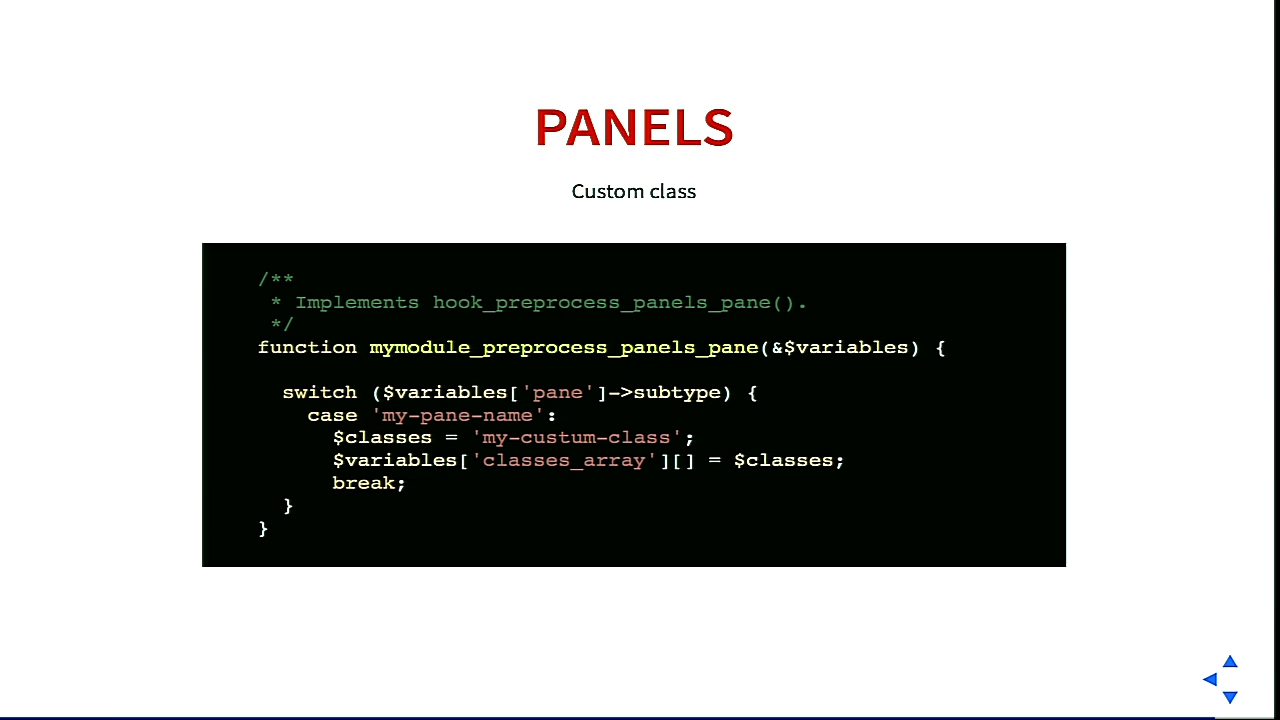 PANELS
Custom class
/**
 * Implements hook_preprocess_panels_pane().
 */
function mymodule_preprocess_panels_pane(&$variables) {
  switch ($variables['pane']->subtype) {
    case 'my-pane-name':
      $classes = 'my-custum-class';
      $variables['classes_array'][] = $classes;
      break;
  }
}